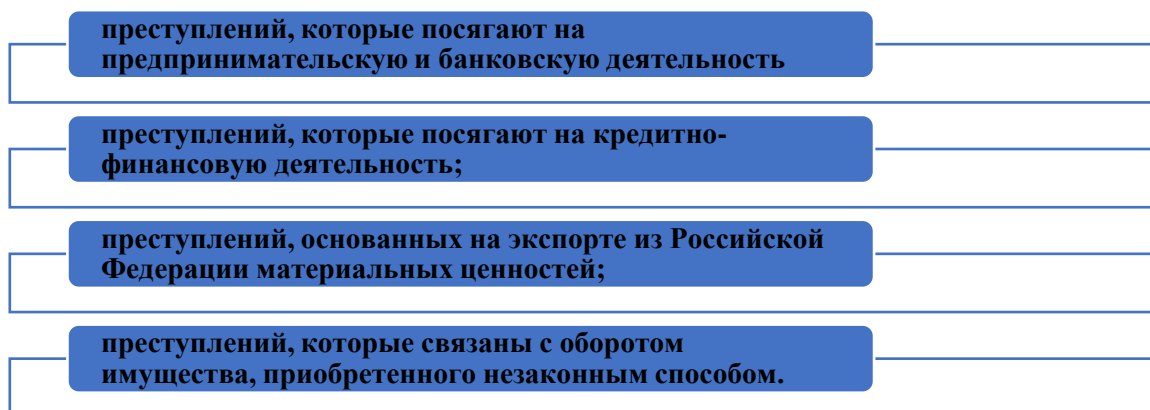 преступлений, которые посягают на
предпринимательскую и банковскую деятельность
преступлений, которые посягают на кредитно-
финансовую деятельность;
преступлений, основанных на экспорте из Российской
Федерации материальных ценностей;
преступлений, которые связаны с оборотом
имущества, приобретенного незаконным способом.